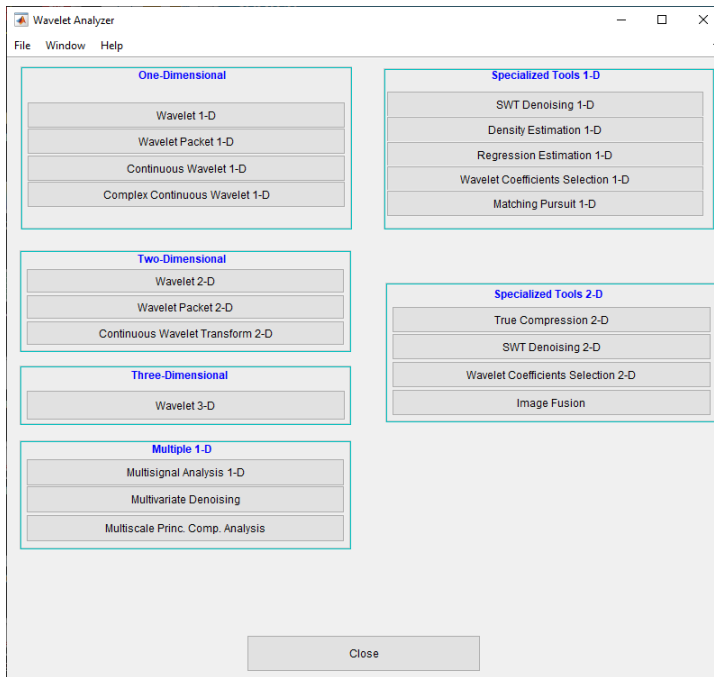 Wavelet Analyzer
File Window Help
One-Dimensional
Wavelet 1-D
Wavelet Packet 1-D
Continuous Wavelet 1-D
Complex Continuous Wavelet 1-D
Two-Dimensional
Wavelet 2-D
Wavelet Packet 2-D
Continuous Wavelet Transform 2-D
Three-Dimensional
Wavelet 3-D
Multiple 1-D
Multisignal Analysis 1-D
Multivariate Denoising
Multiscale Princ. Comp. Analysis
Specialized Tools 1-D
SWT Denoising 1-D
Density Estimation 1-D
Regression Estimation 1-D
Wavelet Coefficients Selection 1-D
Matching Pursuit 1-D
Specialized Tools 2-D
True Compression 2-D
SWT Denoising 2-D
Wavelet Coefficients Selection 2-D
Image Fusion
Close